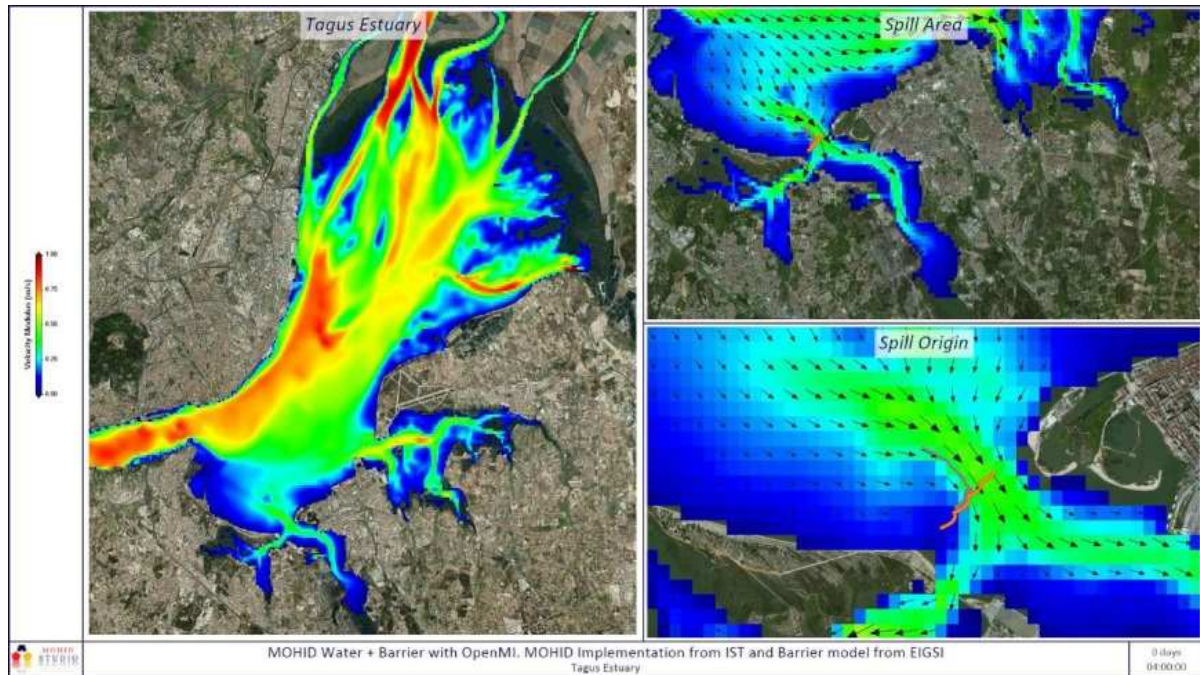 Tagus Estuary
Spill Area
Spill Origin
Velocity Modulus (m/s)
1.00
0.75
0.50
0.25
0.00
MOHID
MOHID Water + Barrier with OpenMI. MOHID Implementation from IST and Barrier model from EIGSI
Tagus Estuary
0 days
04:00:00